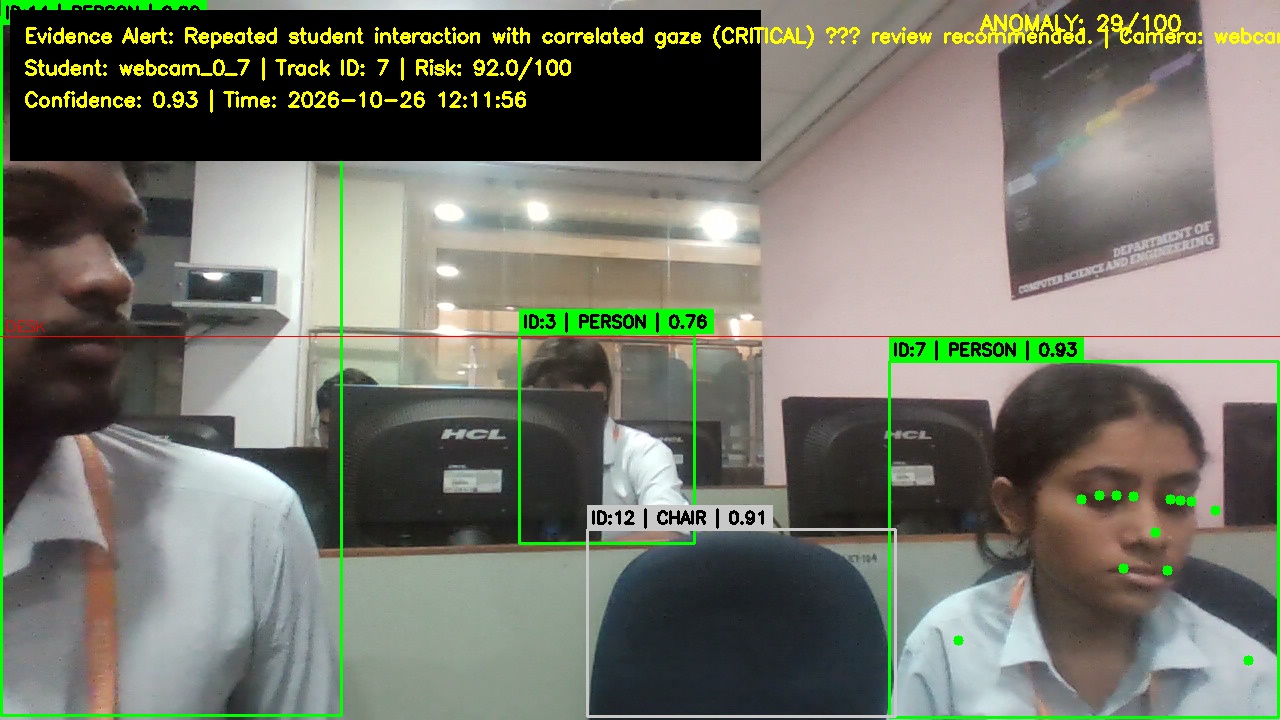 Evidence Alert: Repeated student interaction with correlated gaze (CRITICAL) ??? review recommended. | Camera: webca
ANOMALY: 29/100
Student: webcam_0_7 | Track ID: 7 | Risk: 92.0/100
Confidence: 0.93 | Time: 2026-10-26 12:11:56
DEPARTMENT OF
COMPUTER SCIENCE AND ENGINEERING
DESK
ID:3 | PERSON | 0.76
ID:7 | PERSON | 0.93
HCL
HCL
ID:12 | CHAIR | 0.91